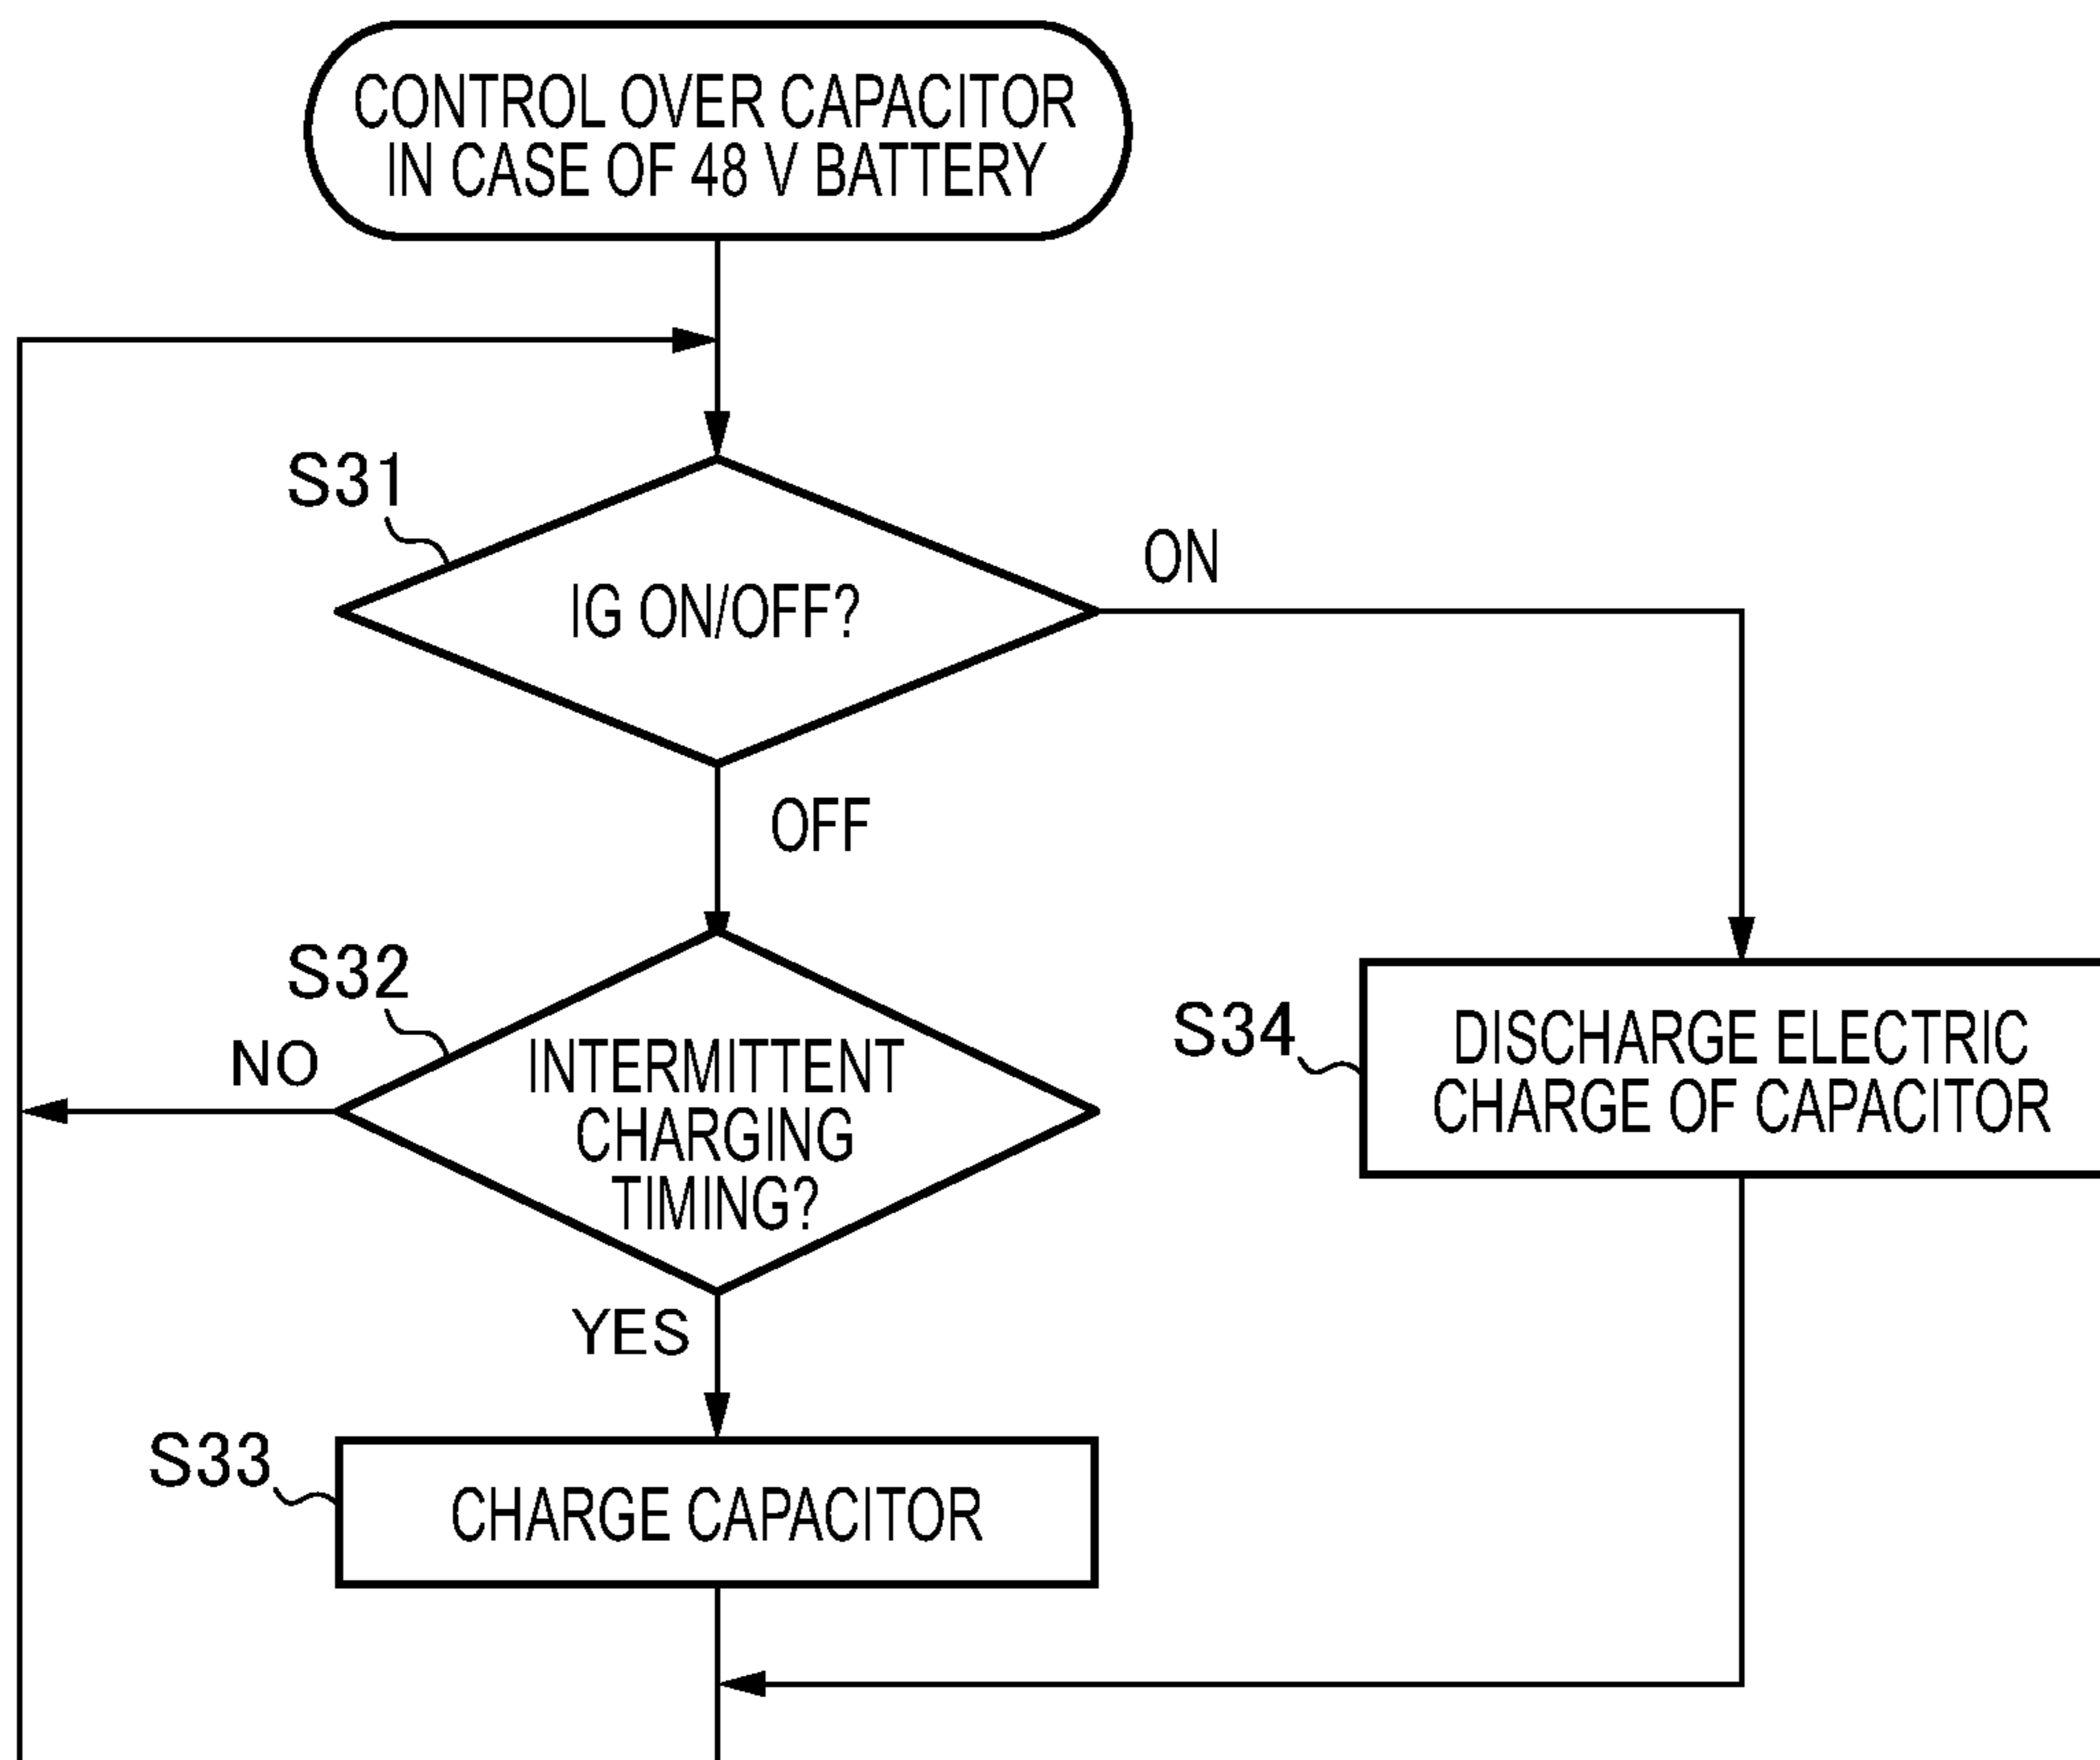 CONTROL OVER CAPACITOR
IN CASE OF 48 V BATTERY
S31
IG ON/OFF?
ON
OFF
S32
NO
INTERMITTENT
CHARGING
TIMING?
YES
S34
DISCHARGE ELECTRIC
CHARGE OF CAPACITOR
S33
CHARGE CAPACITOR